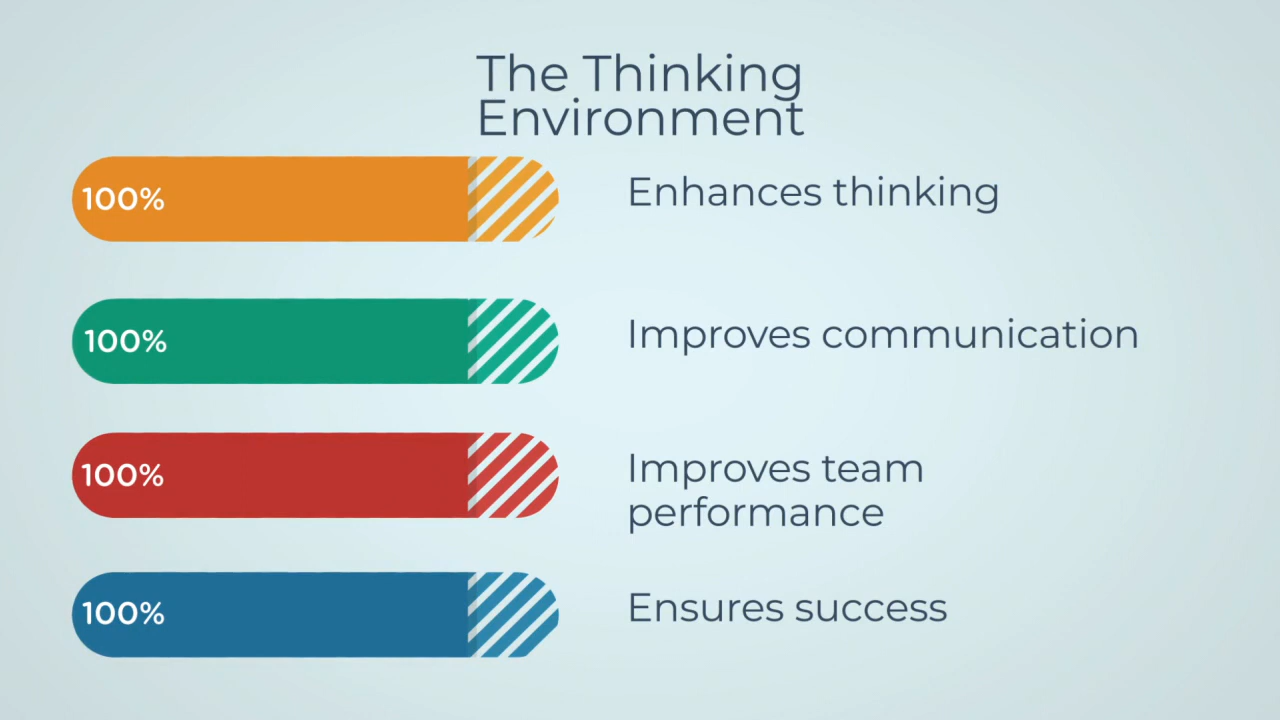 The Thinking
Environment
100%
Enhances thinking
100%
Improves communication
100%
Improves team
performance
100%
Ensures success